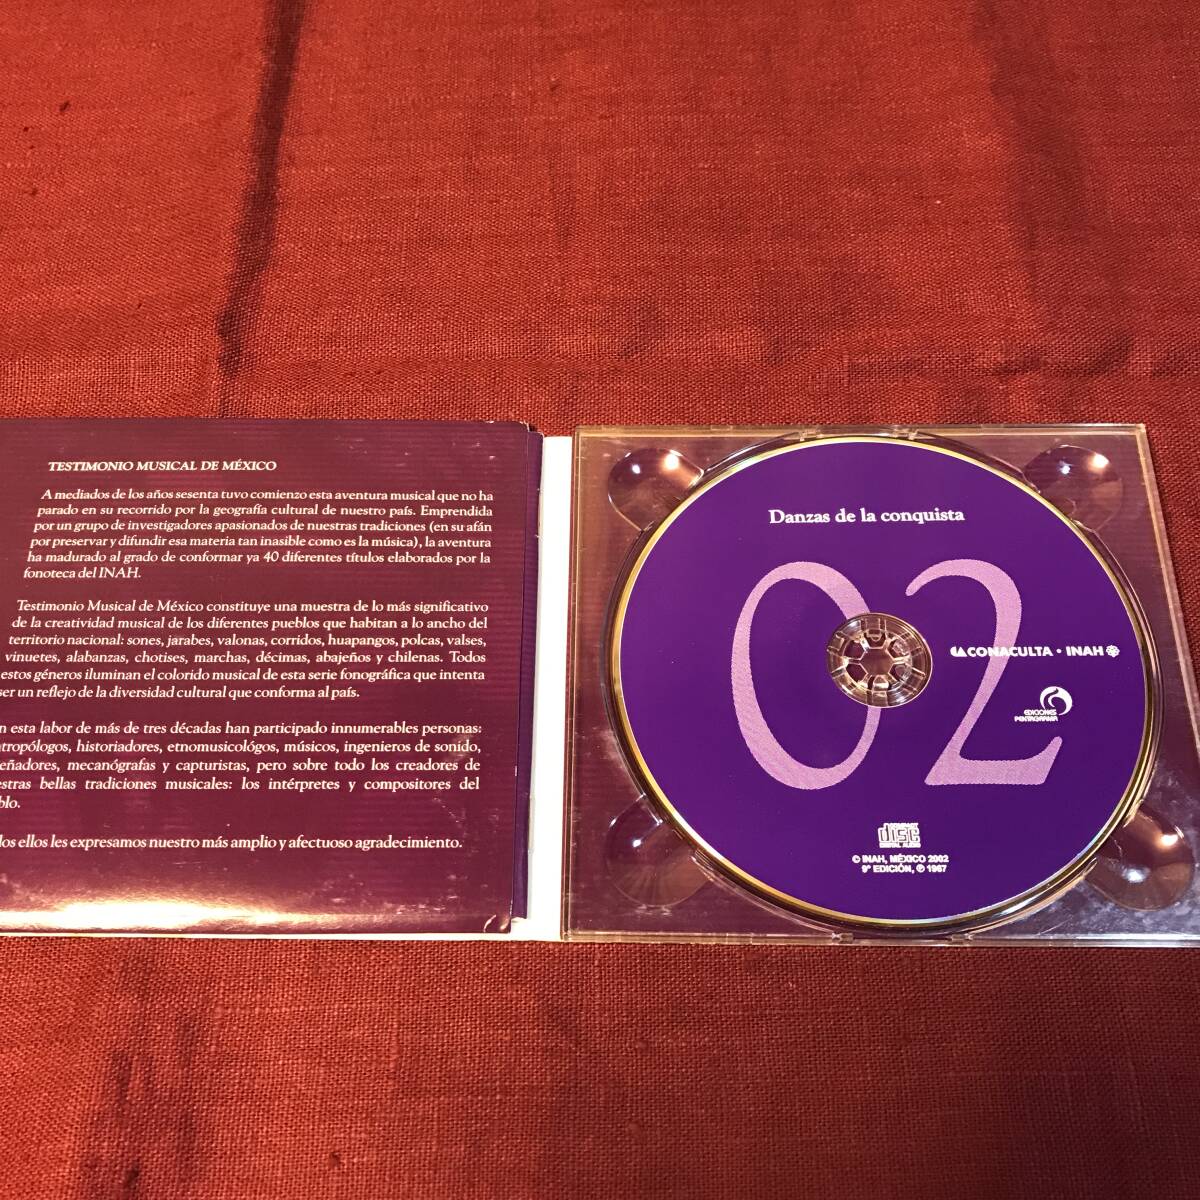 TESTIMONIO MUSICAL DE MÉXICO
A mediados de los años sesenta tuvo comienzo esta aventura musical que no ha
parado en su recorrido por la geografía cultural de nuestro país. Emprendida
por un grupo de investigadores apasionados de nuestras tradiciones (en su afán
por preservar y difundir esa materia tan inasible como es la música), la aventura
ha madurado al grado de conformar ya 40 diferentes títulos elaborados por la
fonoteca del INAH.
Testimonio Musical de México constituye una muestra de lo más significativo
de la creatividad musical de los diferentes pueblos que habitan a lo ancho del
territorio nacional: sones, jarabes, valonas, corridos, huapangos, polcas, valses,
vinuetes, alabanzas, chotises, marchas, décimas, abajeños y chilenas. Todos
estos géneros iluminan el colorido musical de esta serie fonográfica que intenta
ser un reflejo de la diversidad cultural que conforma al país.
n esta labor de más de tres décadas han participado innumerables personas:
tropólogos, historiadores, etnomusicológos, músicos, ingenieros de sonido,
eñadores, mecanógrafas y capturistas, pero sobre todo los creadores de
estras bellas tradiciones musicales: los intérpretes y compositores del
blo.
los ellos les expresamos nuestro más amplio y afectuoso agradecimiento.
Danzas de la conquista
02
CONACULTA • INAH
EDICIONES
PENTAGRAMA
COMPACT
disc
DIGITAL AUDIO
© INAH, MÉXICO 2002
9ª EDICIÓN, ℗ 1967